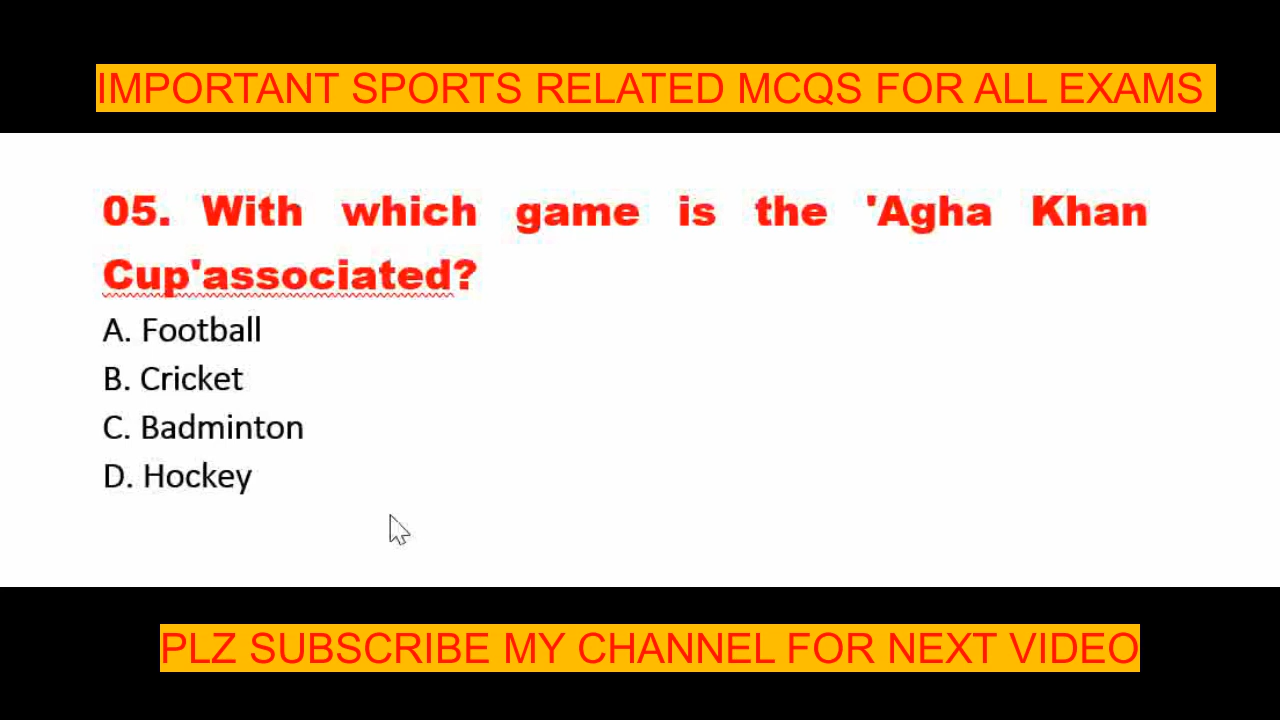 IMPORTANT SPORTS RELATED MCQS FOR ALL EXAMS
05. With which game is the 'Agha Khan
Cup'associated?
A. Football
B. Cricket
C. Badminton
D. Hockey
PLZ SUBSCRIBE MY CHANNEL FOR NEXT VIDEO